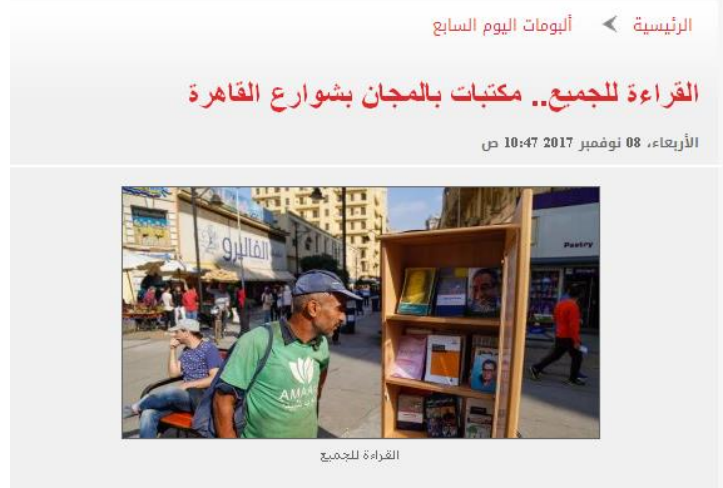 الرئيسية ➤ ألبومات اليوم السابع
القراءة للجميع.. مكتبات بالمجان بشوارع القاهرة
الأربعاء، 08 نوفمبر 2017 10:47 ص
الفاليرو
Pastry
AMAR
القراءة للجميع